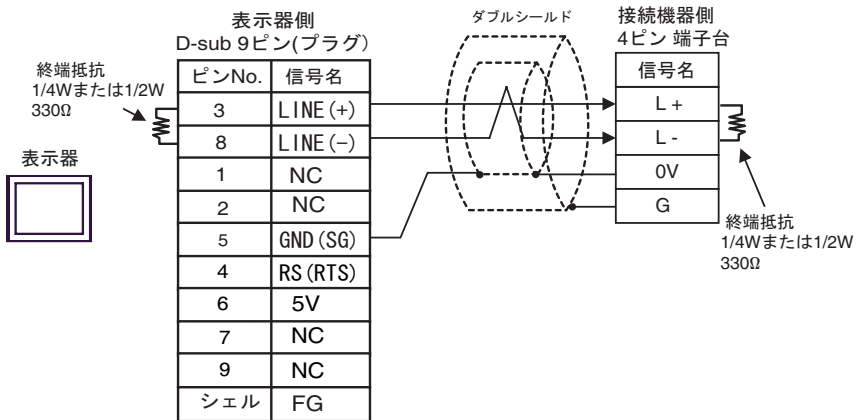 表示器側
D-sub 9ピン(プラグ)
ダブルシールド
接続機器側
4ピン 端子台
終端抵抗
1/4Wまたは1/2W
330Ω
表示器
ピンNo. 信号名
3 LINE(+)
8 LINE(-)
1 NC
2 NC
5 GND(SG)
4 RS(RTS)
6 5V
7 NC
9 NC
シェル FG
信号名
L +
L -
0V
G
終端抵抗
1/4Wまたは1/2W
330Ω